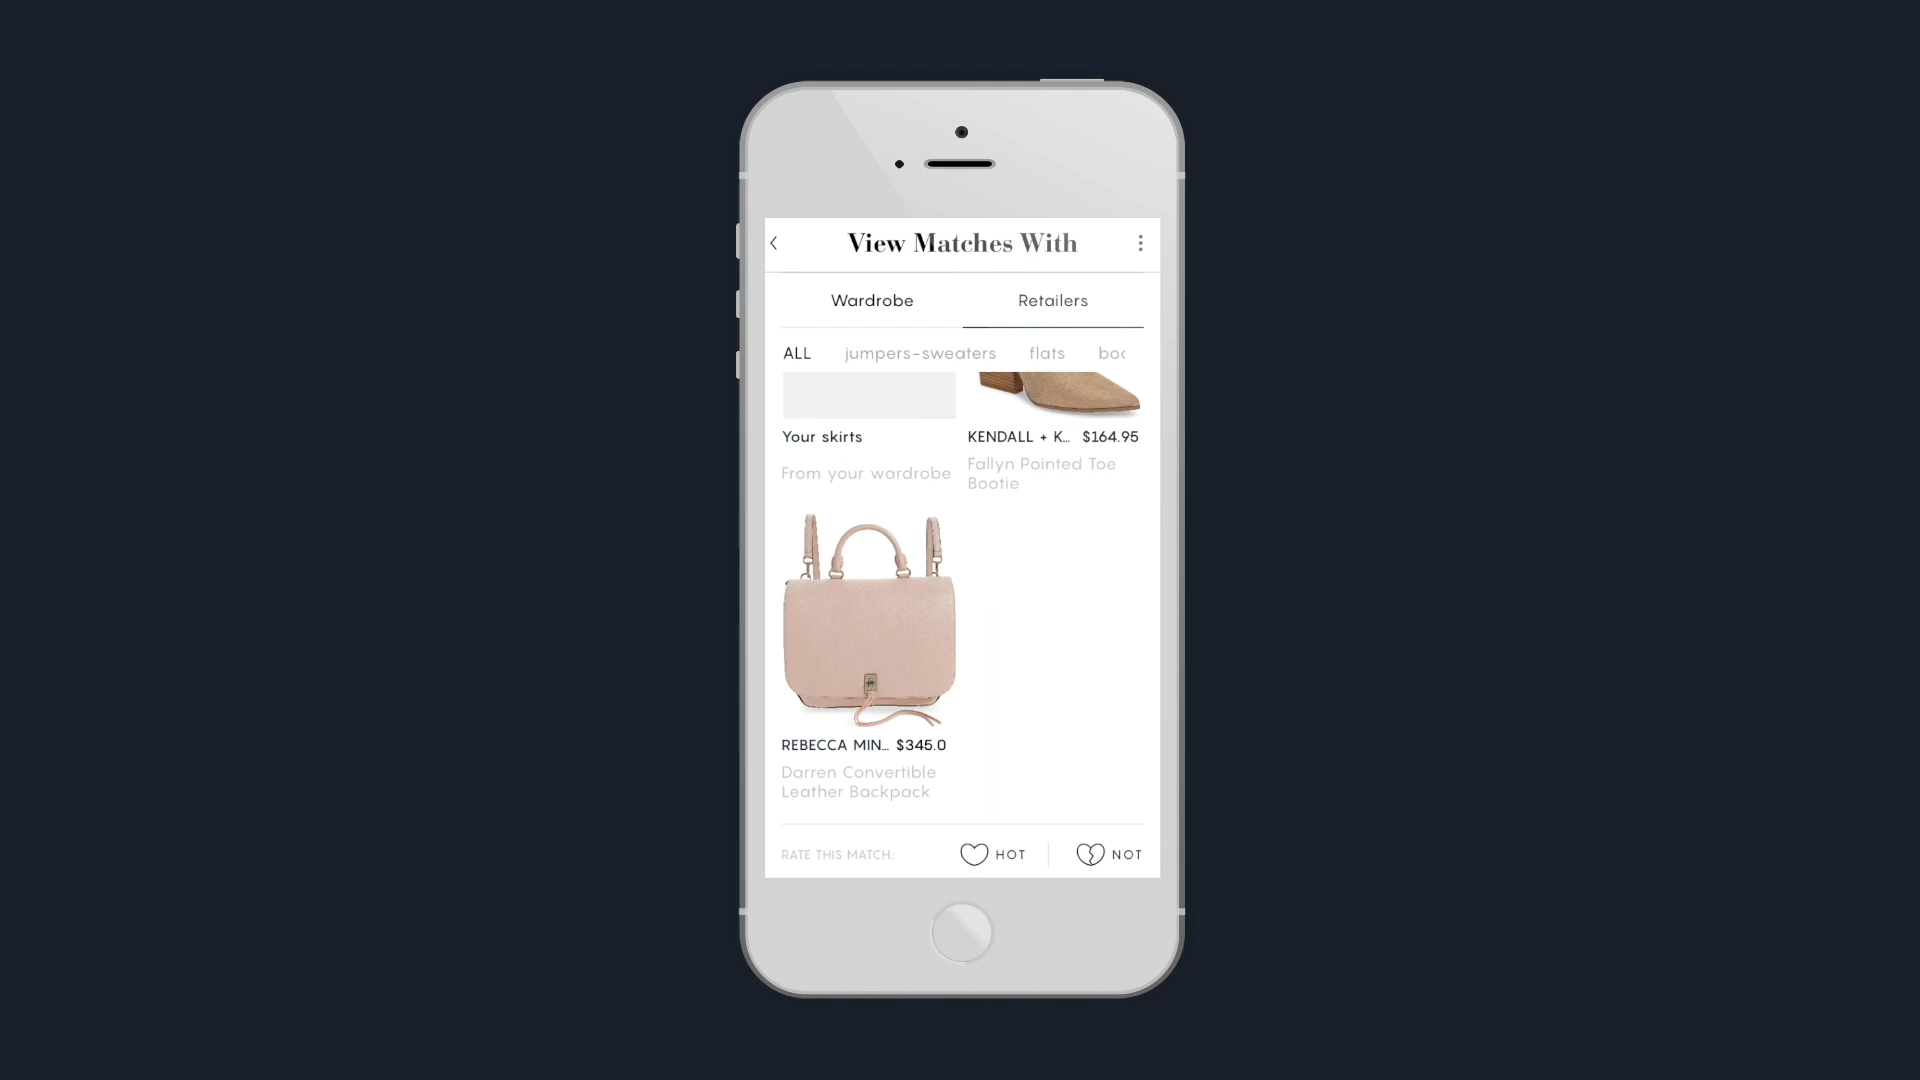 View Matches With
Wardrobe Retailers
ALL jumpers-sweaters flats
Your skirts
From your wardrobe
KENDALL + K... $164.95
Fallyn Pointed Toe
Bootie
REBECCA MIN... $345.0
Darren Convertible
Leather Backpack
RATE THIS MATCH: HOT NOT